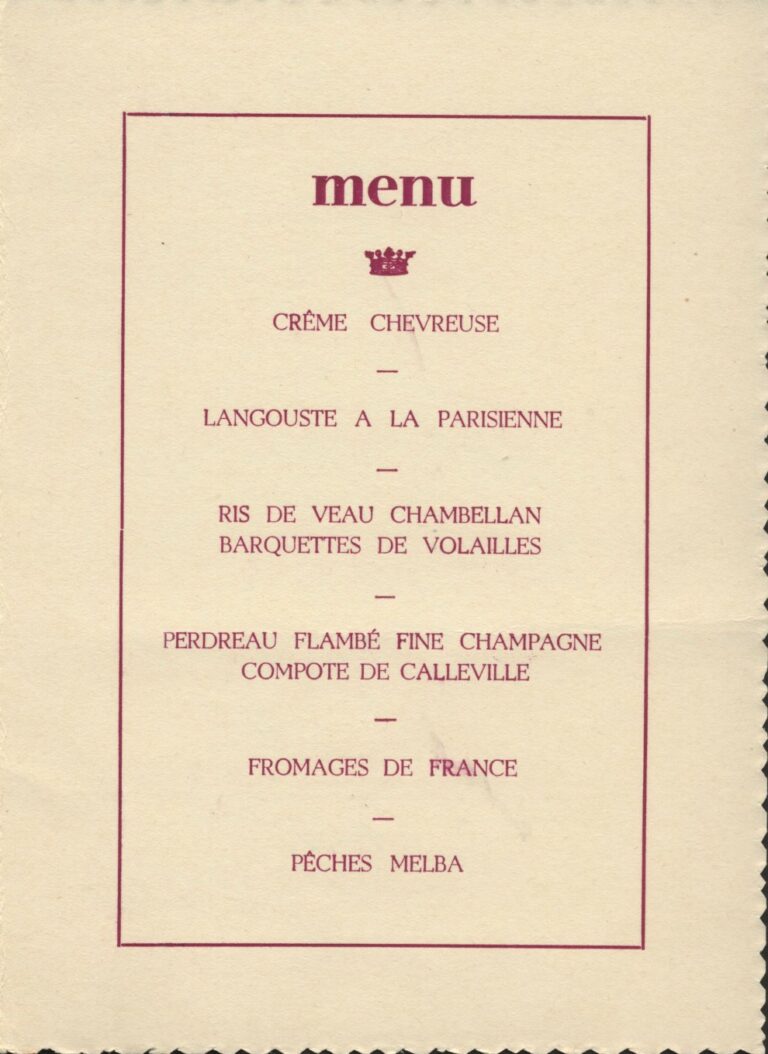 menu
CRÊME CHEVREUSE
—
LANGOUSTE A LA PARISIENNE
—
RIS DE VEAU CHAMBELLAN
BARQUETTES DE VOLAILLES
—
PERDREAU FLAMBÉ FINE CHAMPAGNE
COMPOTE DE CALLEVILLE
—
FROMAGES DE FRANCE
—
PÊCHES MELBA